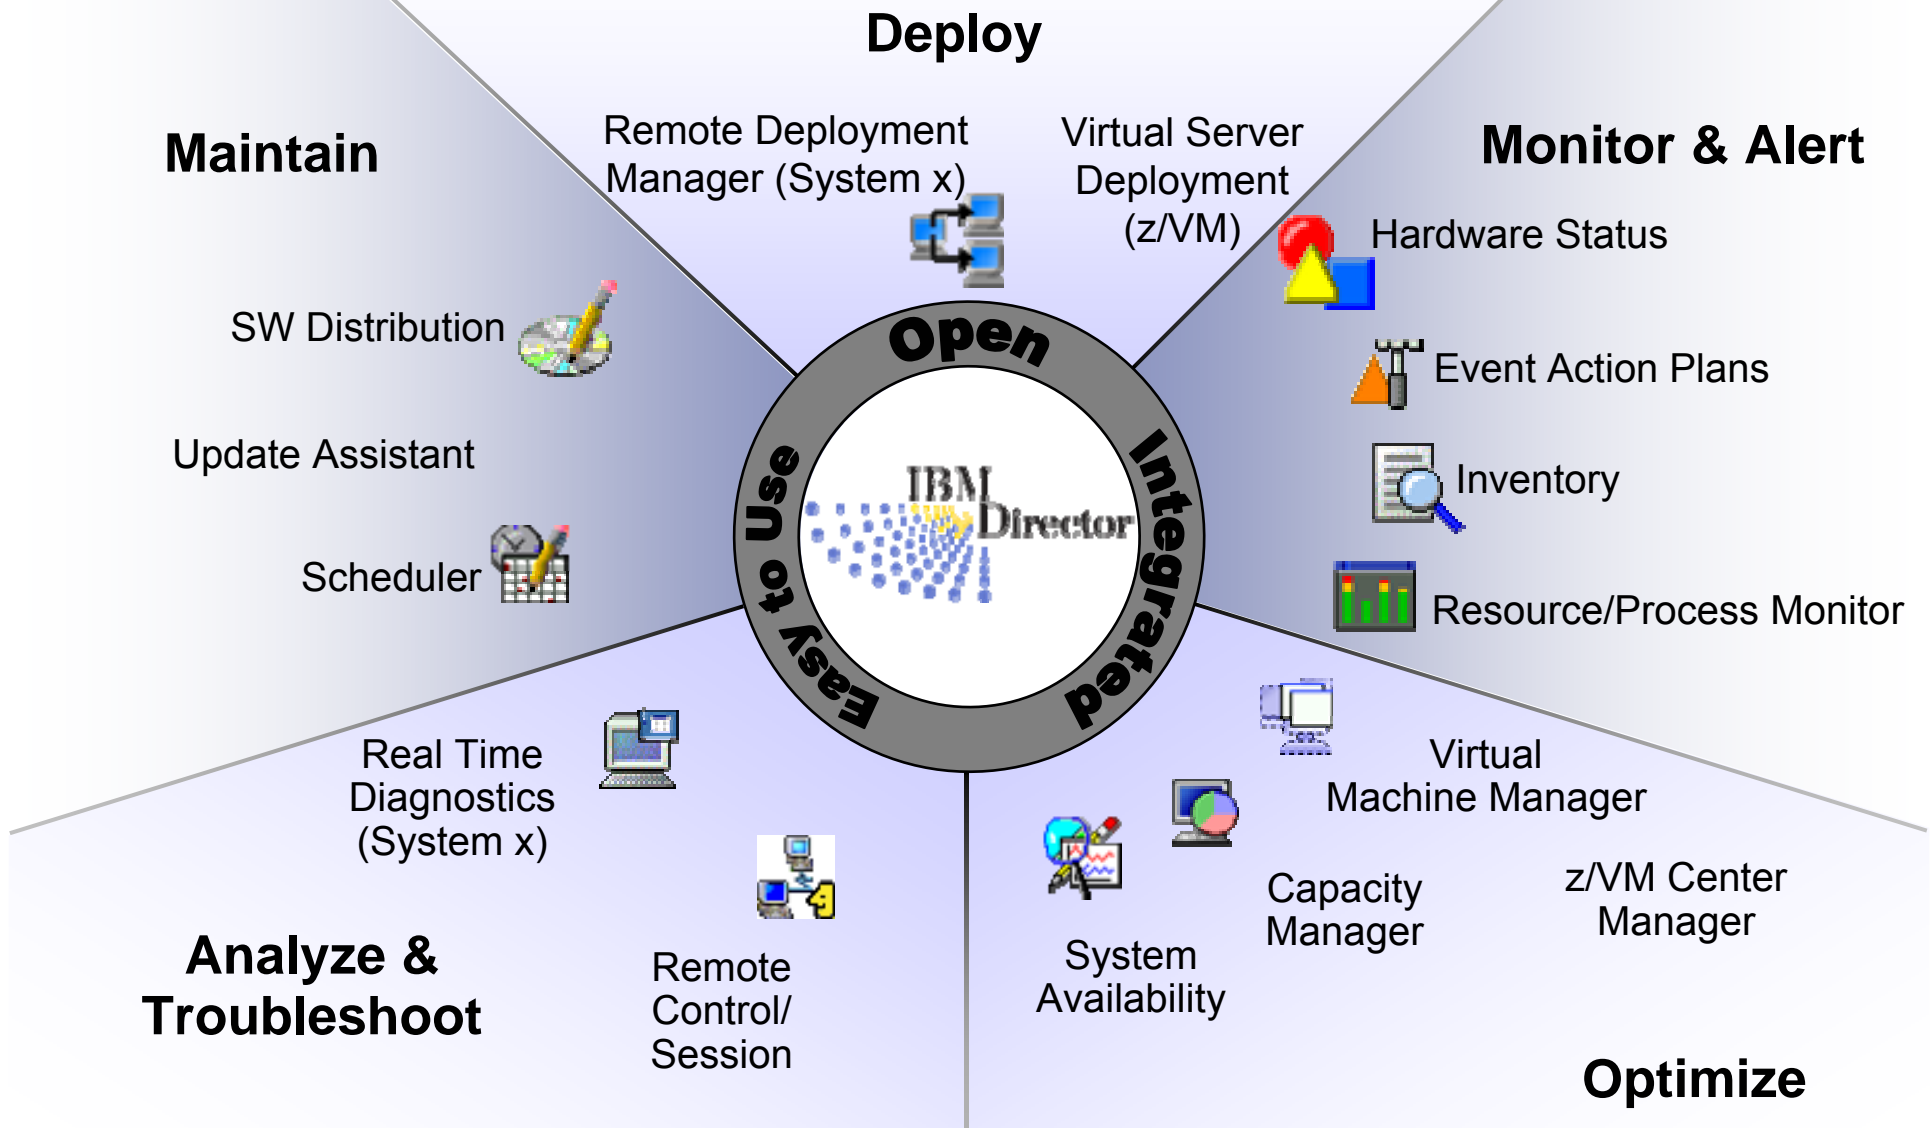 Deploy
Remote Deployment
Manager (System x)
Virtual Server
Deployment
(z/VM)
Monitor & Alert
Hardware Status
Event Action Plans
Inventory
Resource/Process Monitor
Maintain
SW Distribution
Update Assistant
Scheduler
Open
Integrated
Easy to Use
IBM
Director
Real Time
Diagnostics
(System x)
Remote
Control/
Session
Analyze &
Troubleshoot
Virtual
Machine Manager
Capacity
Manager
z/VM Center
Manager
System
Availability
Optimize